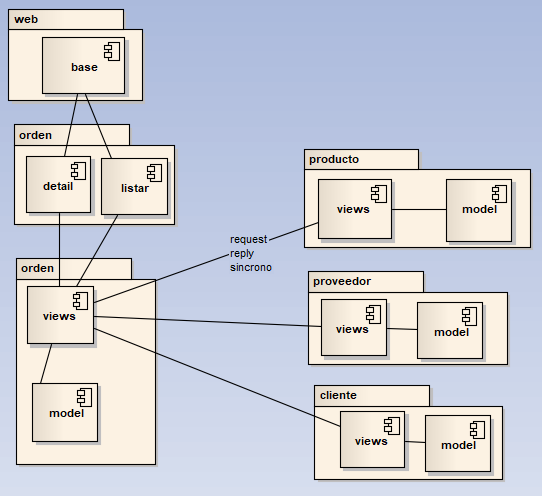 web
base
orden
detail
listar
producto
views
model
request
reply
sincrono
orden
views
model
proveedor
views
model
cliente
views
model